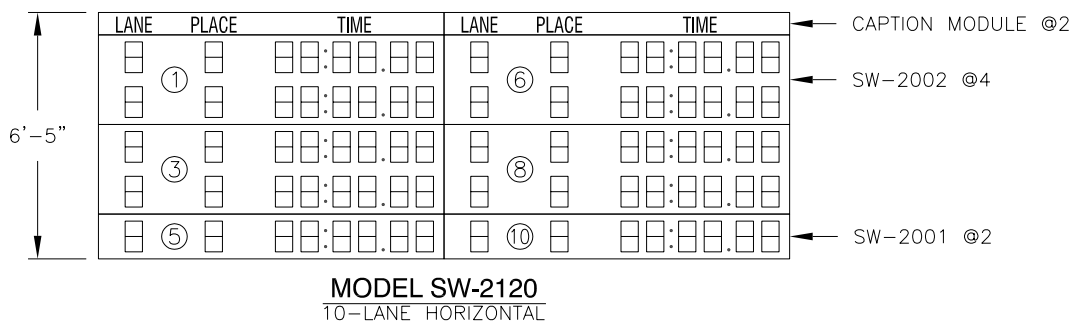 LANE PLACE TIME LANE PLACE TIME
CAPTION MODULE @2
1 6
SW-2002 @4
6'-5"
3 8
5 10
SW-2001 @2
MODEL SW-2120
10-LANE HORIZONTAL